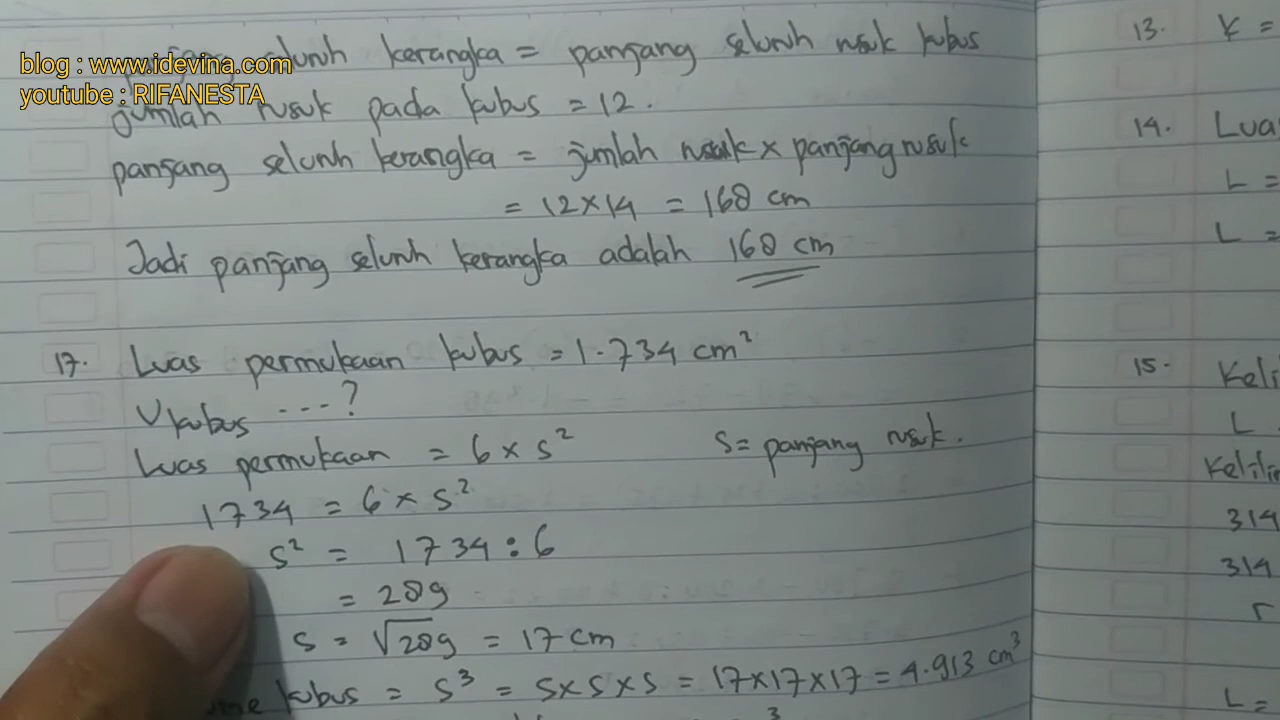 blog : www.idevina.com
youtube : RIFANESTA
panjang seluruh kerangka = panjang seluruh rusuk kubus
jumlah rusuk pada kubus = 12.
panjang seluruh kerangka = jumlah rusuk x panjang rusuk
= 12 x 14 = 168 cm
Jadi panjang seluruh kerangka adalah 168 cm
17. Luas permukaan kubus = 1.734 cm²
V kubus ---?
Luas permukaan = 6 x s² S = panjang rusuk.
1734 = 6 x s²
s² = 1734 : 6
= 289
s = √289 = 17 cm
kubus = s³ = s x s x s = 17 x 17 x 17 = 4.913 cm³
13. K =
14. Lua
L =
L =
15. Keli
L
Kelilin
314
314
r
L =